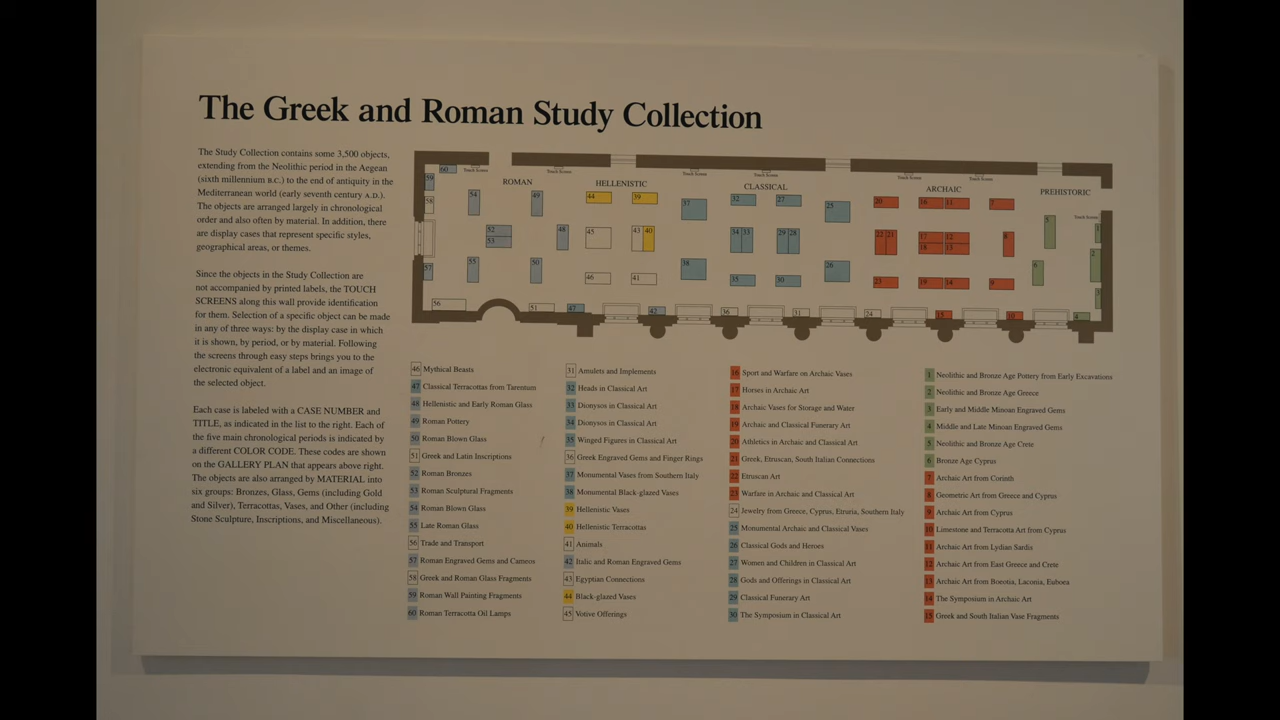 The Greek and Roman Study Collection
The Study Collection contains some 3,500 objects,
extending from the Neolithic period in the Aegean
(sixth millennium B.C.) to the end of antiquity in the
Mediterranean world (early seventh century A.D.).
The objects are arranged largely in chronological
order and also often by material. In addition, there
are display cases that represent specific styles,
geographical areas, or themes.
Since the objects in the Study Collection are
not accompanied by printed labels, the TOUCH
SCREENS along this wall provide identification
for them. Selection of a specific object can be made
in any of three ways: by the display case in which
it is shown, by period, or by material. Following
the screens through easy steps brings you to the
electronic equivalent of a label and an image of
the selected object.
Each case is labeled with a CASE NUMBER and
TITLE, as indicated in the list to the right. Each of
the five main chronological periods is indicated by
a different COLOR CODE. These codes are shown
on the GALLERY PLAN that appears above right.
The objects are also arranged by MATERIAL into
six groups: Bronzes, Glass, Gems (including Gold
and Silver), Terracottas, Vases, and Other (including
Stone Sculpture, Inscriptions, and Miscellaneous).
ROMAN
HELLENISTIC
CLASSICAL
ARCHAIC
PREHISTORIC
46 Mythical Beasts
47 Classical Terracottas from Tarentum
48 Hellenistic and Early Roman Glass
49 Roman Pottery
50 Roman Blown Glass
51 Greek and Latin Inscriptions
52 Roman Bronzes
53 Roman Sculptural Fragments
54 Roman Blown Glass
55 Late Roman Glass
56 Trade and Transport
57 Roman Engraved Gems and Cameos
58 Greek and Roman Glass Fragments
59 Roman Wall Painting Fragments
60 Roman Terracotta Oil Lamps
31 Amulets and Implements
32 Heads in Classical Art
33 Dionysos in Classical Art
34 Dionysos in Classical Art
35 Winged Figures in Classical Art
36 Greek Engraved Gems and Finger Rings
37 Monumental Vases from Southern Italy
38 Monumental Black-glazed Vases
39 Hellenistic Vases
40 Hellenistic Terracottas
41 Animals
42 Italic and Roman Engraved Gems
43 Egyptian Connections
44 Black-glazed Vases
45 Votive Offerings
16 Sport and Warfare on Archaic Vases
17 Horses in Archaic Art
18 Archaic Vases for Storage and Water
19 Archaic and Classical Funerary Art
20 Athletics in Archaic and Classical Art
21 Greek, Etruscan, South Italian Connections
22 Etruscan Art
23 Warfare in Archaic and Classical Art
24 Jewelry from Greece, Cyprus, Etruria, Southern Italy
25 Monumental Archaic and Classical Vases
26 Classical Gods and Heroes
27 Women and Children in Classical Art
28 Gods and Offerings in Classical Art
29 Classical Funerary Art
30 The Symposium in Classical Art
1 Neolithic and Bronze Age Pottery from Early Excavations
2 Neolithic and Bronze Age Greece
3 Early and Middle Minoan Engraved Gems
4 Middle and Late Minoan Engraved Gems
5 Neolithic and Bronze Age Crete
6 Bronze Age Cyprus
7 Archaic Art from Corinth
8 Geometric Art from Greece and Cyprus
9 Archaic Art from Cyprus
10 Limestone and Terracotta Art from Cyprus
11 Archaic Art from Lydian Sardis
12 Archaic Art from East Greece and Crete
13 Archaic Art from Boeotia, Laconia, Euboea
14 The Symposium in Archaic Art
15 Greek and South Italian Vase Fragments